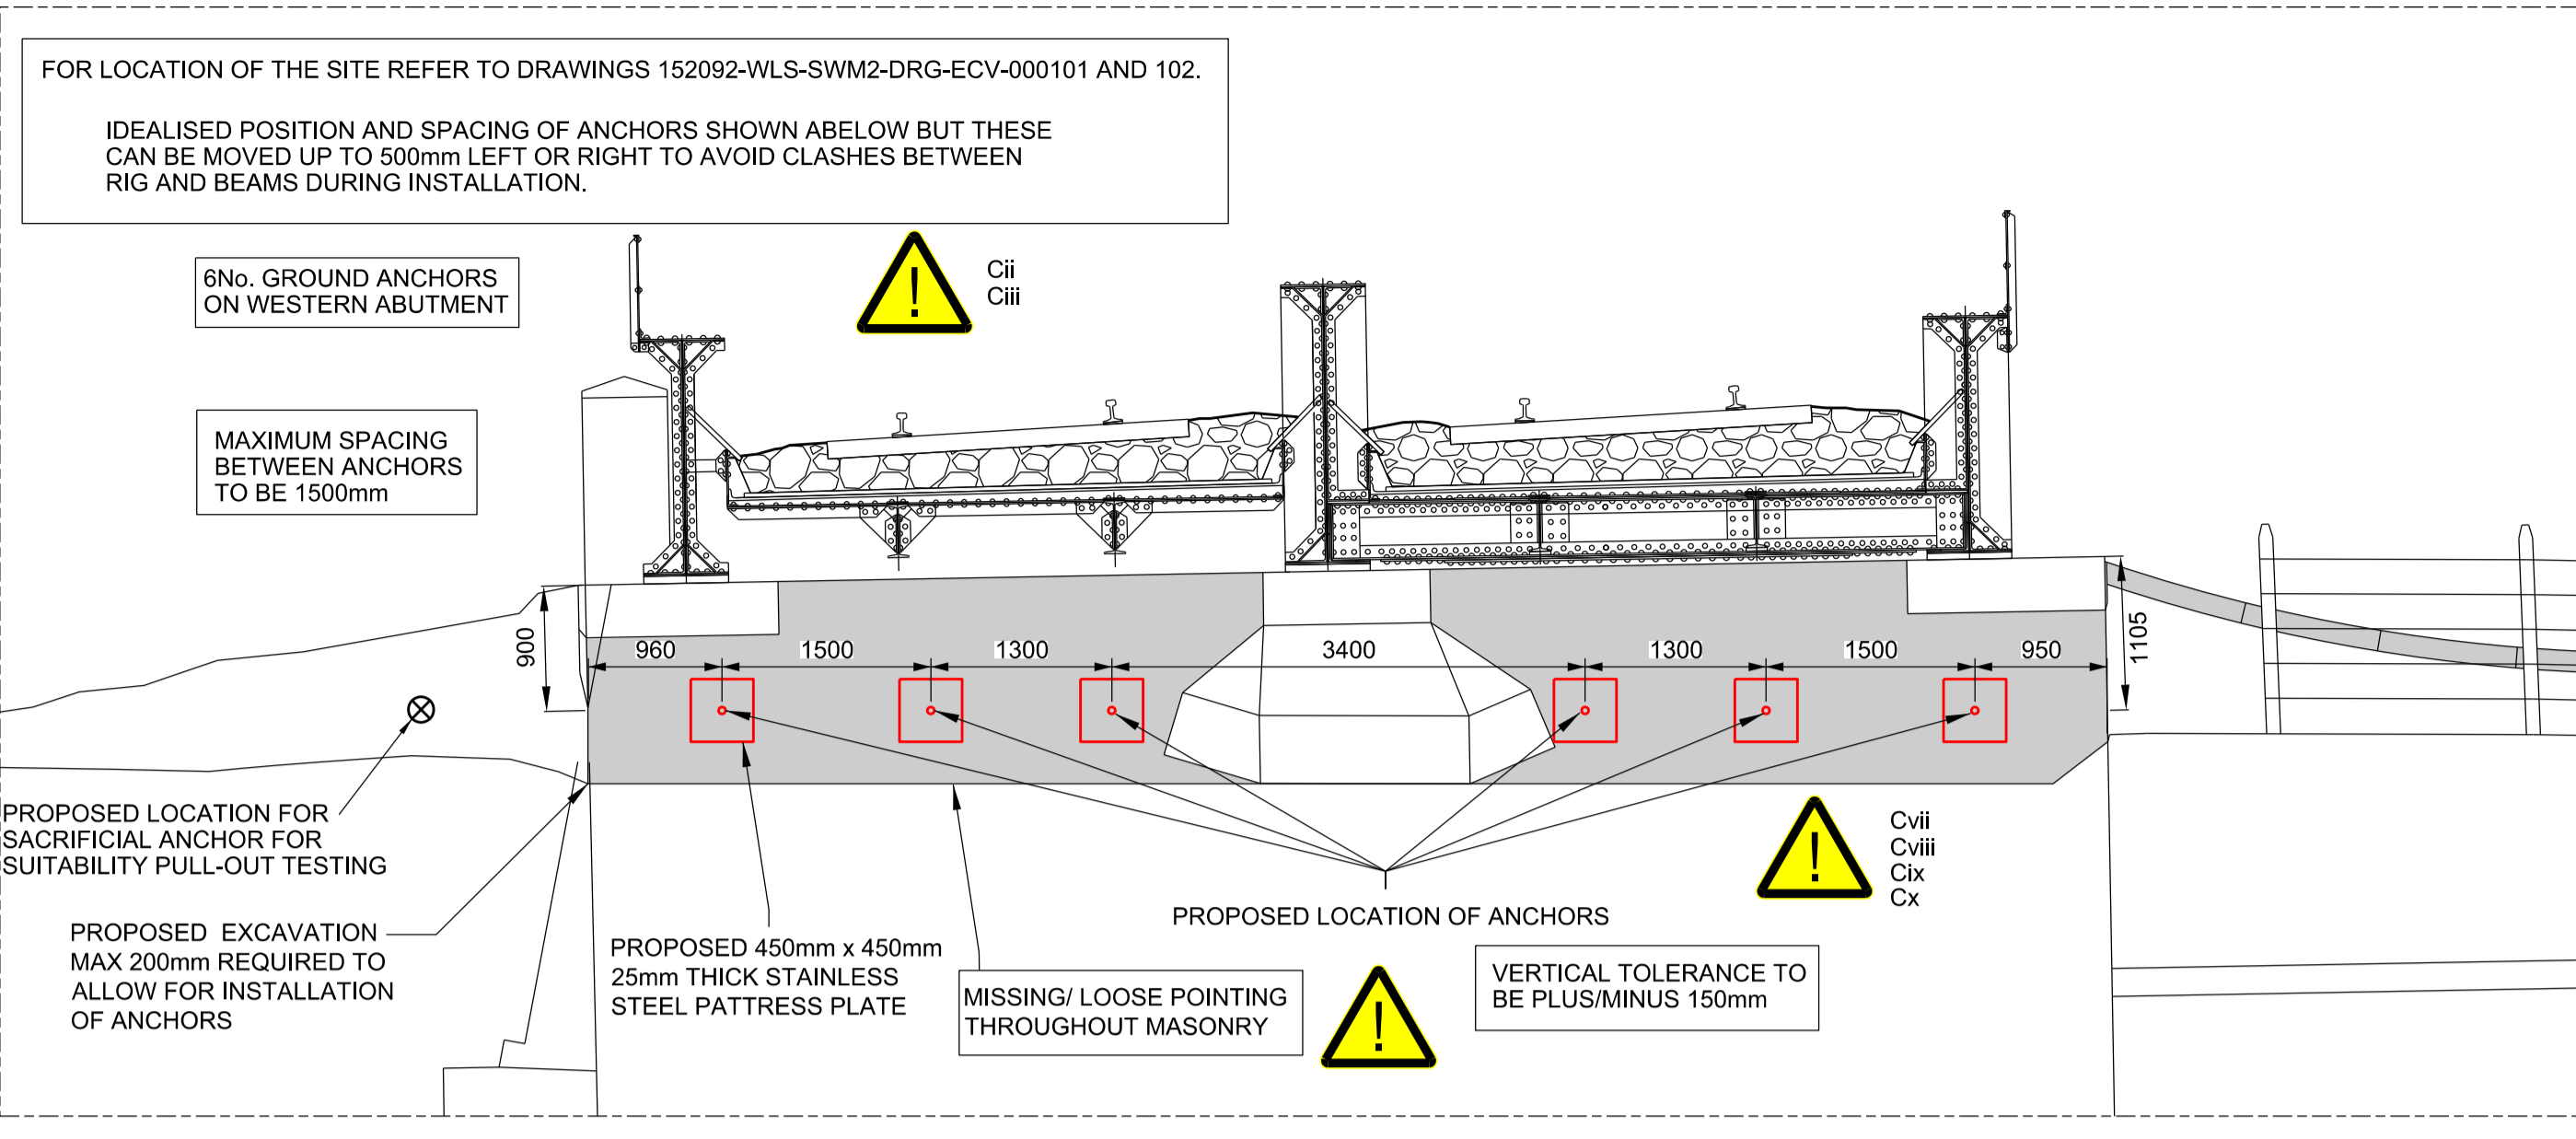 FOR LOCATION OF THE SITE REFER TO DRAWINGS 152092-WLS-SWM2-DRG-ECV-000101 AND 102.
IDEALISED POSITION AND SPACING OF ANCHORS SHOWN ABELOW BUT THESE
CAN BE MOVED UP TO 500mm LEFT OR RIGHT TO AVOID CLASHES BETWEEN
RIG AND BEAMS DURING INSTALLATION.
6No. GROUND ANCHORS
ON WESTERN ABUTMENT
!
Cii
Ciii
MAXIMUM SPACING
BETWEEN ANCHORS
TO BE 1500mm
900
960
1500
1300
3400
1300
1500
950
1105
PROPOSED LOCATION FOR
SACRIFICIAL ANCHOR FOR
SUITABILITY PULL-OUT TESTING
PROPOSED EXCAVATION
MAX 200mm REQUIRED TO
ALLOW FOR INSTALLATION
OF ANCHORS
PROPOSED 450mm x 450mm
25mm THICK STAINLESS
STEEL PATTRESS PLATE
MISSING/ LOOSE POINTING
THROUGHOUT MASONRY
!
PROPOSED LOCATION OF ANCHORS
!
Cvii
Cviii
Cix
Cx
VERTICAL TOLERANCE TO
BE PLUS/MINUS 150mm